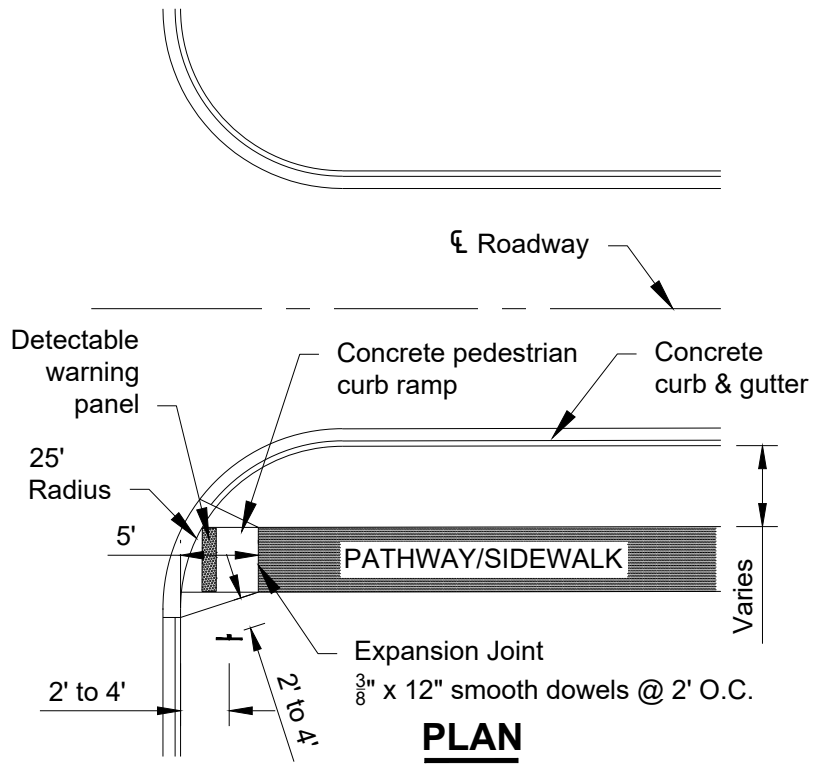 ℄ Roadway
Detectable
warning
panel
Concrete pedestrian
curb ramp
Concrete
curb & gutter
25'
Radius
5'
PATHWAY/SIDEWALK
Varies
Expansion Joint
3/8" x 12" smooth dowels @ 2' O.C.
2' to 4'
2' to 4'
PLAN